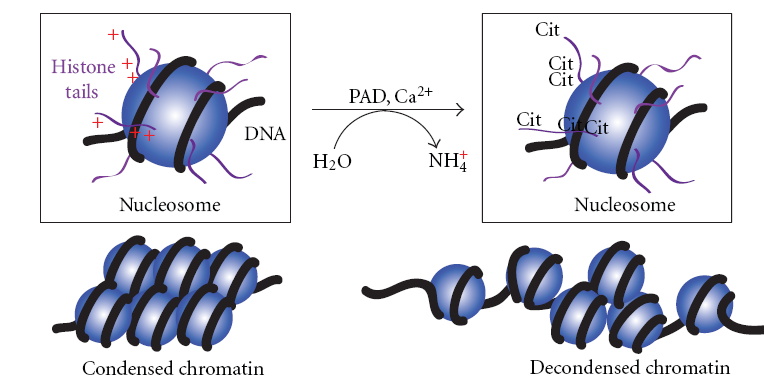 +
Histone
tails
+
+
+
+
+
DNA
Nucleosome
PAD, Ca²⁺
H₂O
NH₄⁺
Cit
Cit
Cit
Cit
Cit
Cit
Nucleosome
Condensed chromatin
Decondensed chromatin